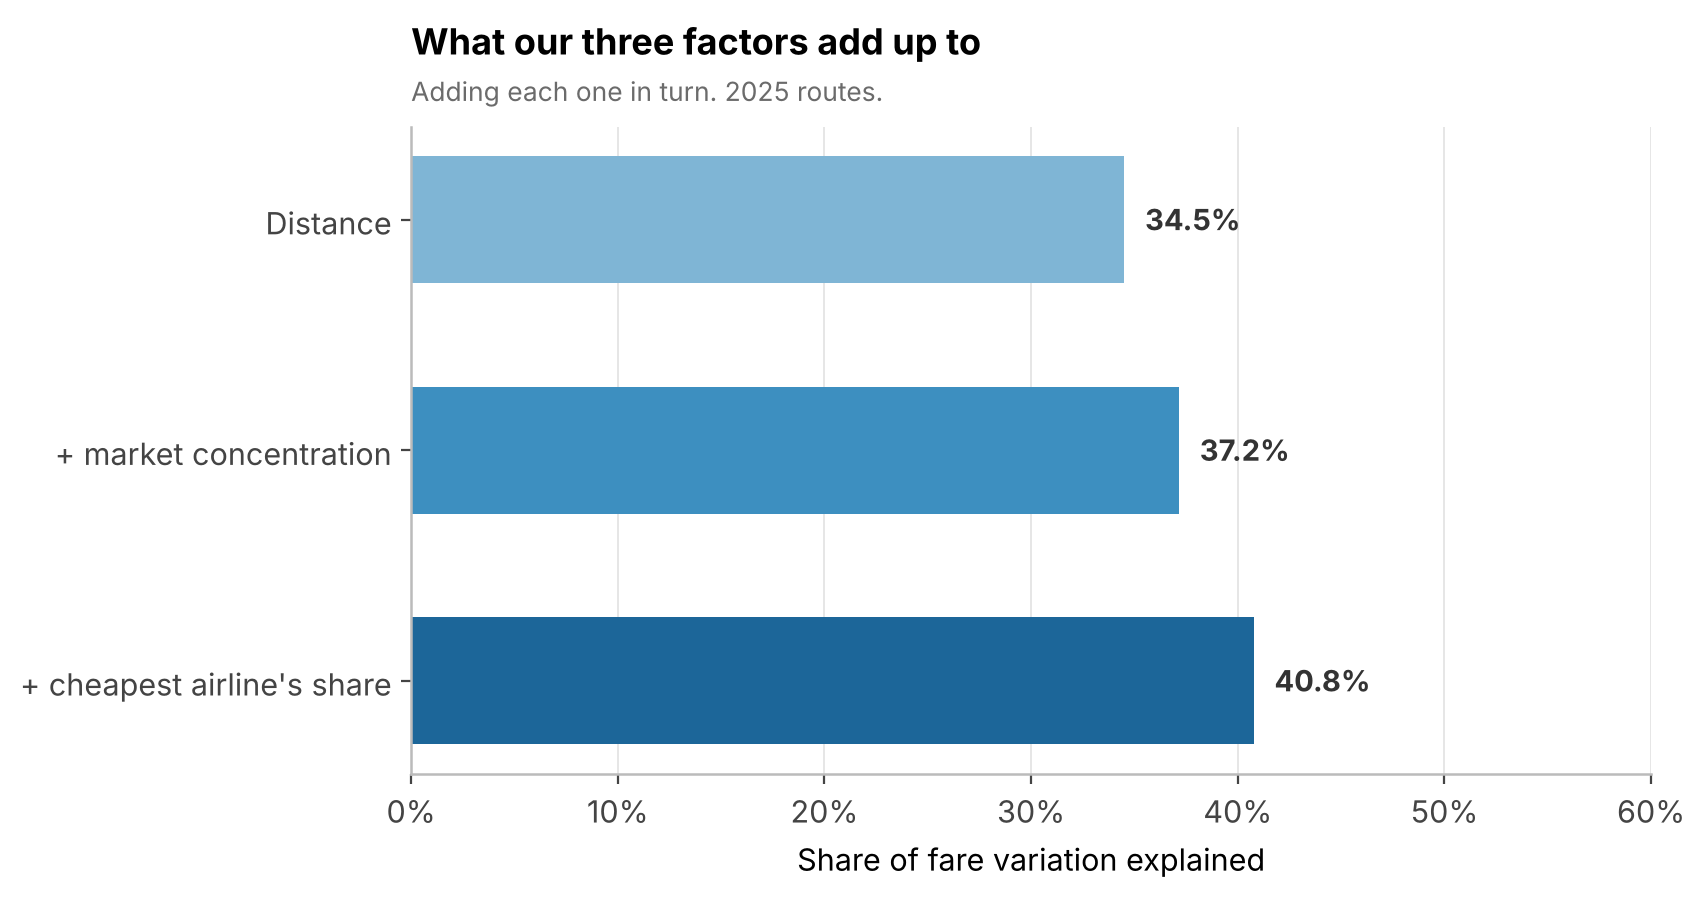 What our three factors add up to
Adding each one in turn. 2025 routes.
Distance
34.5%
+ market concentration
37.2%
+ cheapest airline's share
40.8%
0% 10% 20% 30% 40% 50% 60%
Share of fare variation explained